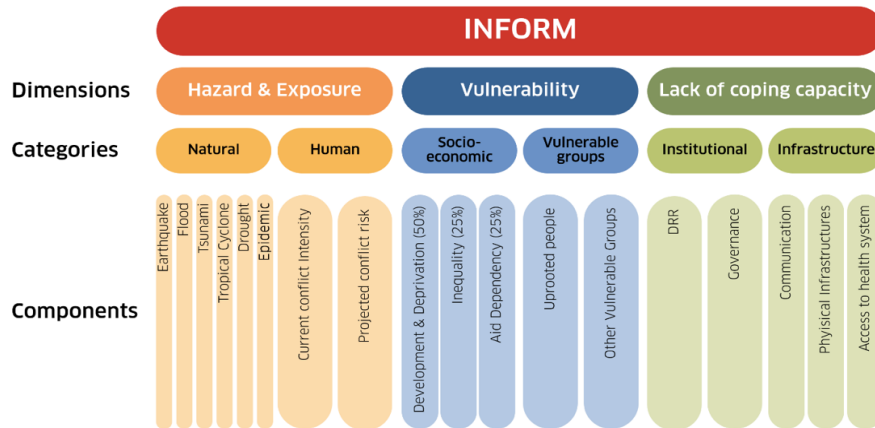 INFORM
Dimensions
Hazard & Exposure
Vulnerability
Lack of coping capacity
Categories
Natural
Human
Socio-
economic
Vulnerable
groups
Institutional
Infrastructure
Components
Earthquake
Flood
Tsunami
Tropical Cyclone
Drought
Epidemic
Current conflict Intensity
Projected conflict risk
Development & Deprivation (50%)
Inequality (25%)
Aid Dependency (25%)
Uprooted people
Other Vulnerable Groups
DRR
Governance
Communication
Phyisical Infrastructures
Access to health system